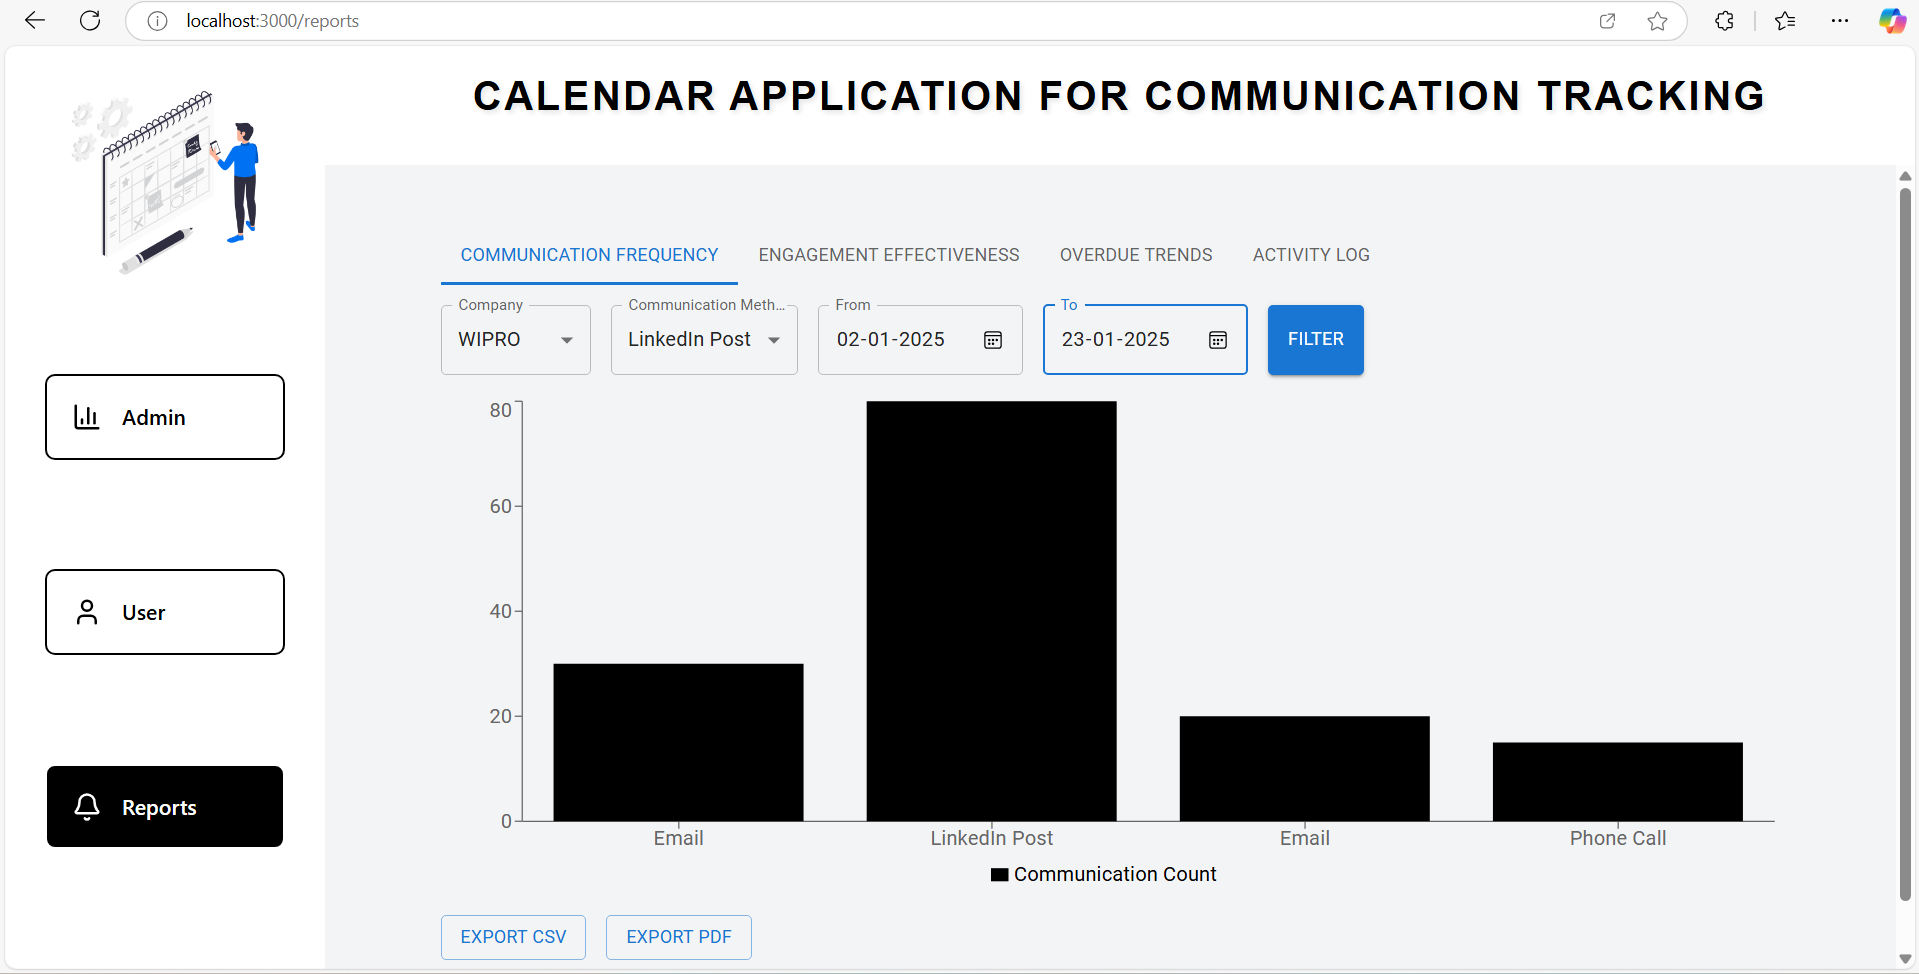 localhost:3000/reports
CALENDAR APPLICATION FOR COMMUNICATION TRACKING
Admin
User
Reports
COMMUNICATION FREQUENCY ENGAGEMENT EFFECTIVENESS OVERDUE TRENDS ACTIVITY LOG
Company Communication Meth... From To
WIPRO LinkedIn Post 02-01-2025 23-01-2025 FILTER
80
60
40
20
0
Email LinkedIn Post Email Phone Call
Communication Count
EXPORT CSV EXPORT PDF